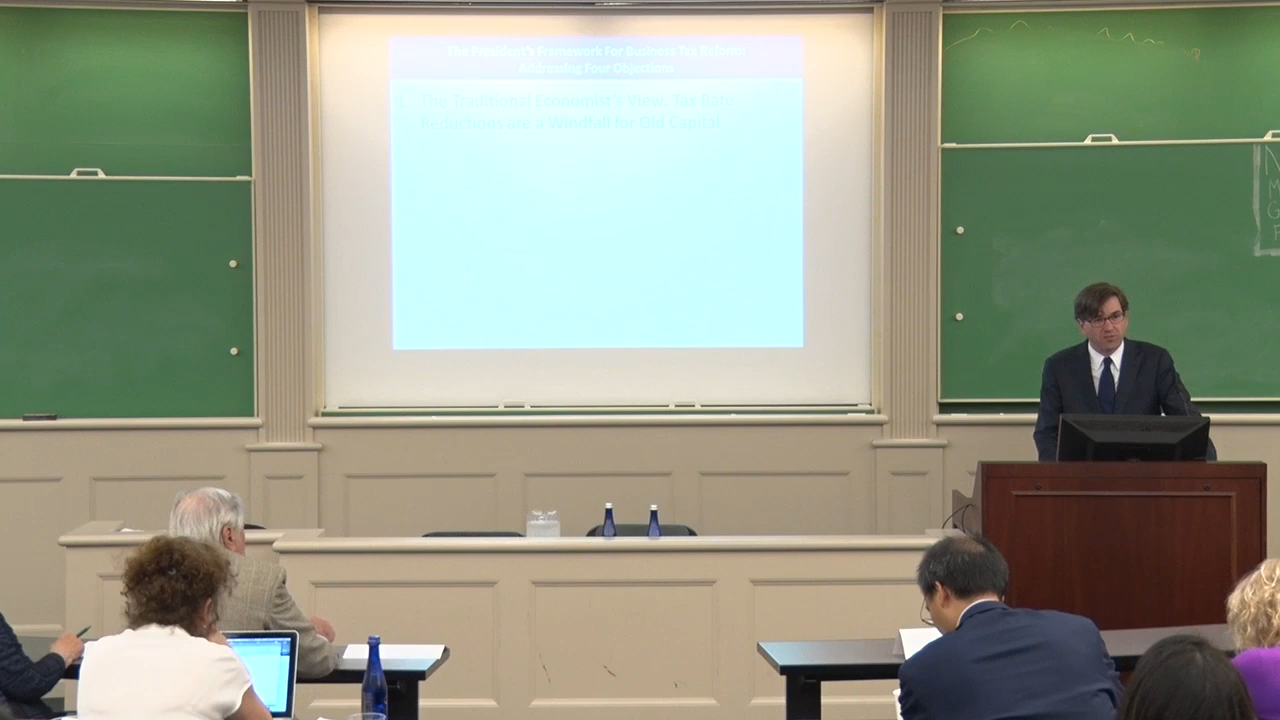 The President's Framework For Business Tax Reform:
Addressing Four Objections
The Traditional Economist's View. Tax Rate
Reductions are a Windfall for Old Capital
N
M
G
F